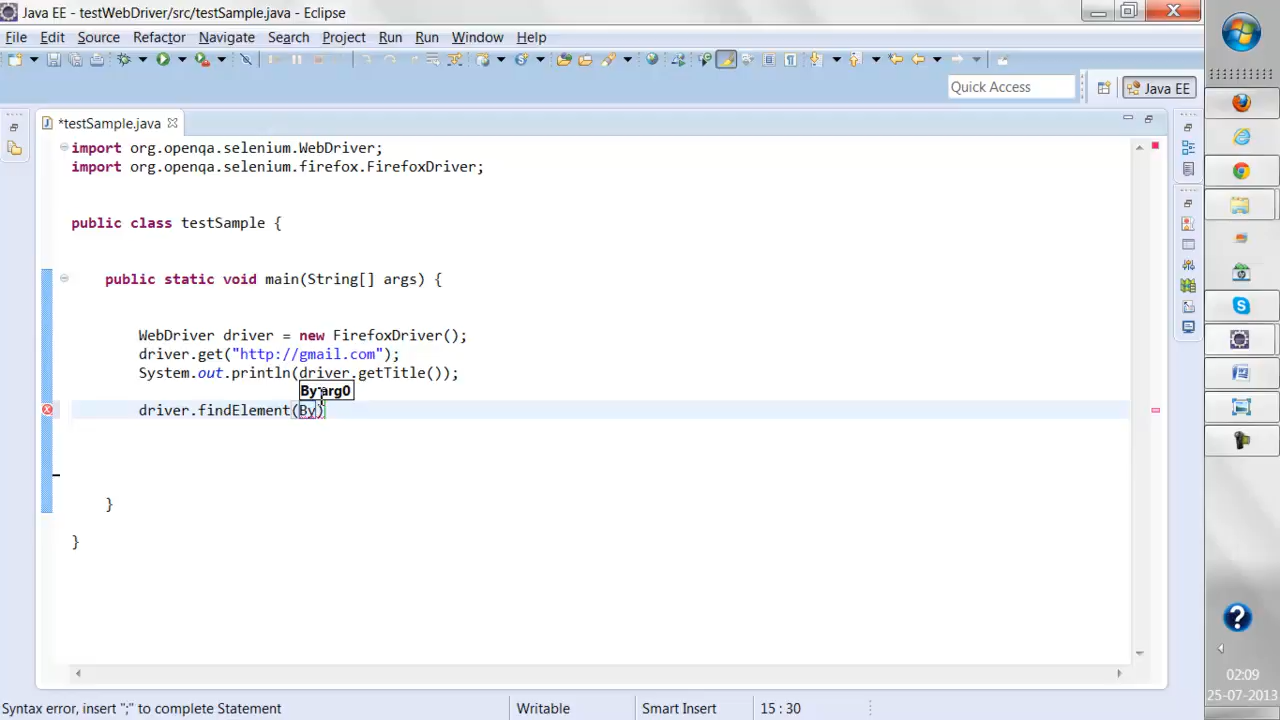 Java EE - testWebDriver/src/testSample.java - Eclipse
File Edit Source Refactor Navigate Search Project Run Run Window Help
Quick Access
Java EE
*testSample.java
import org.openqa.selenium.WebDriver;
import org.openqa.selenium.firefox.FirefoxDriver;
public class testSample {
public static void main(String[] args) {
WebDriver driver = new FirefoxDriver();
driver.get("http://gmail.com");
System.out.println(driver.getTitle());
By arg0
driver.findElement(By)
}
}
Syntax error, insert ";" to complete Statement
Writable
Smart Insert
15 : 30
02:09
25-07-2013